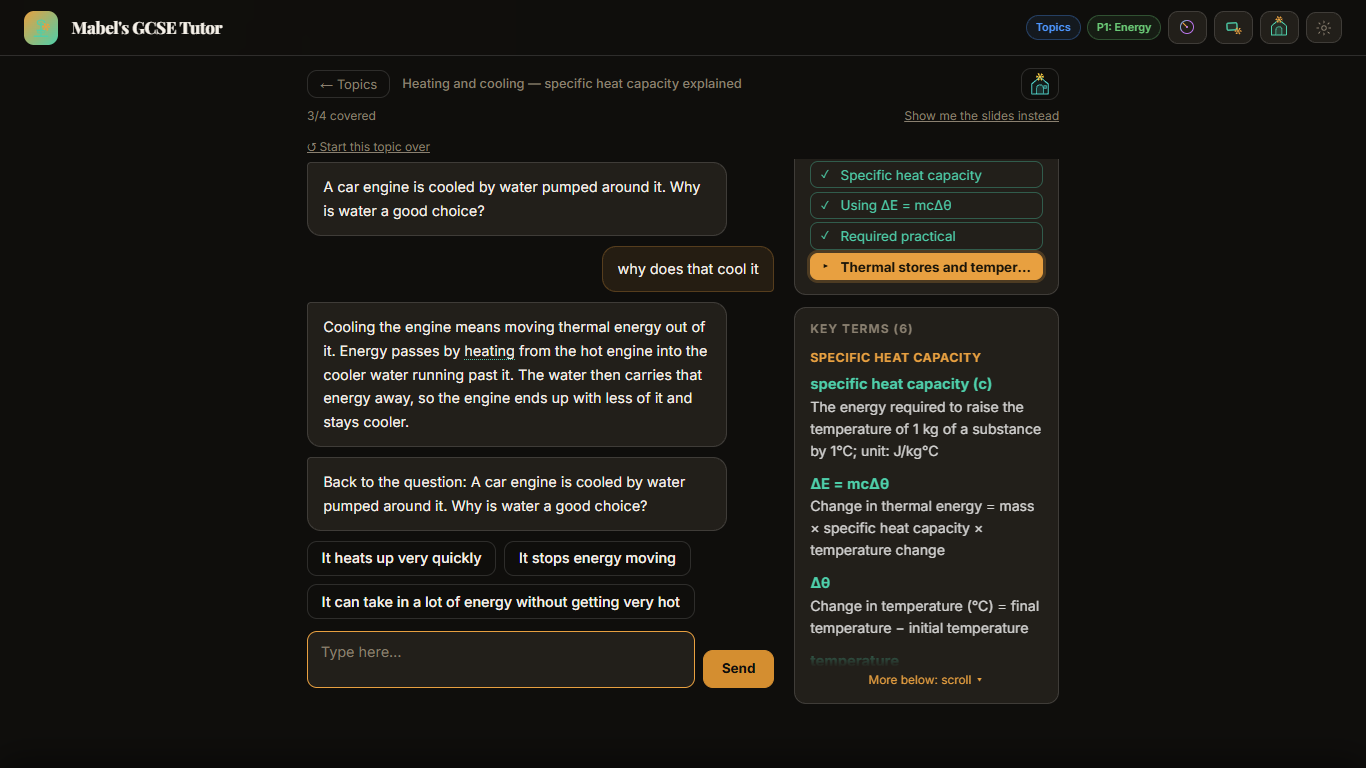 Mabel's GCSE Tutor
Topics
P1: Energy
← Topics
Heating and cooling — specific heat capacity explained
3/4 covered
Show me the slides instead
↺ Start this topic over
A car engine is cooled by water pumped around it. Why
is water a good choice?
why does that cool it
Cooling the engine means moving thermal energy out of
it. Energy passes by heating from the hot engine into the
cooler water running past it. The water then carries that
energy away, so the engine ends up with less of it and
stays cooler.
Back to the question: A car engine is cooled by water
pumped around it. Why is water a good choice?
It heats up very quickly
It stops energy moving
It can take in a lot of energy without getting very hot
Type here...
Send
✓ Specific heat capacity
✓ Using ΔE = mcΔθ
✓ Required practical
▸ Thermal stores and temper...
KEY TERMS (6)
SPECIFIC HEAT CAPACITY
specific heat capacity (c)
The energy required to raise the
temperature of 1 kg of a substance
by 1°C; unit: J/kg°C
ΔE = mcΔθ
Change in thermal energy = mass
× specific heat capacity ×
temperature change
Δθ
Change in temperature (°C) = final
temperature − initial temperature
temperature
More below: scroll ▾